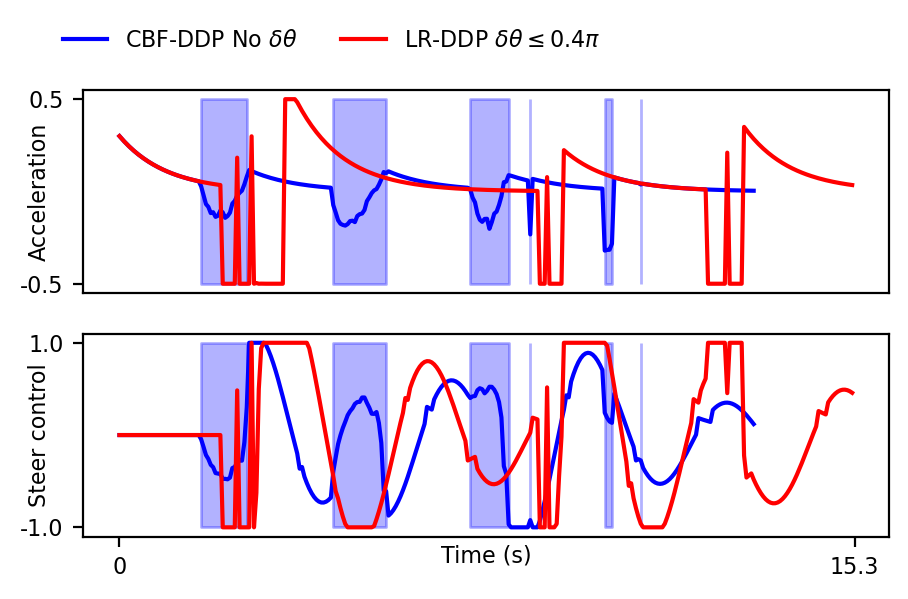 CBF-DDP No δθ
LR-DDP δθ ≤ 0.4π
0.5
Acceleration
-0.5
1.0
Steer control
-1.0
0
Time (s)
15.3